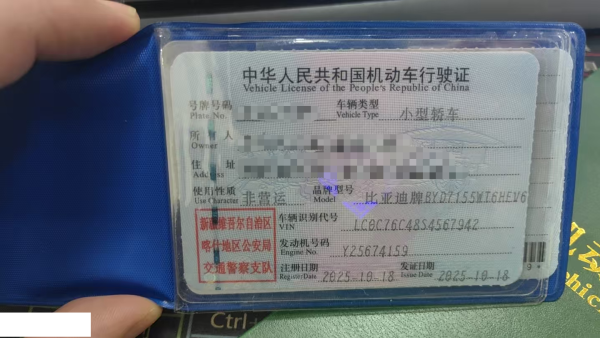 中华人民共和国机动车行驶证
Vehicle License of the People's Republic of China
号牌号码 车辆类型 小型轿车
Plate No. Vehicle Type
所有人
Owner
住址
Address
使用性质 非营运 品牌型号 比亚迪牌BYD7155WT6HEV6
Use Character Model
新疆维吾尔自治区
喀什地区公安局
交通警察支队
车辆识别代号 LC0C76C48S4567942
VIN
发动机号码 Y25674159
Engine No.
注册日期 2025-10-18 发证日期 2025-10-18
Register Date Issue Date
Ctrl